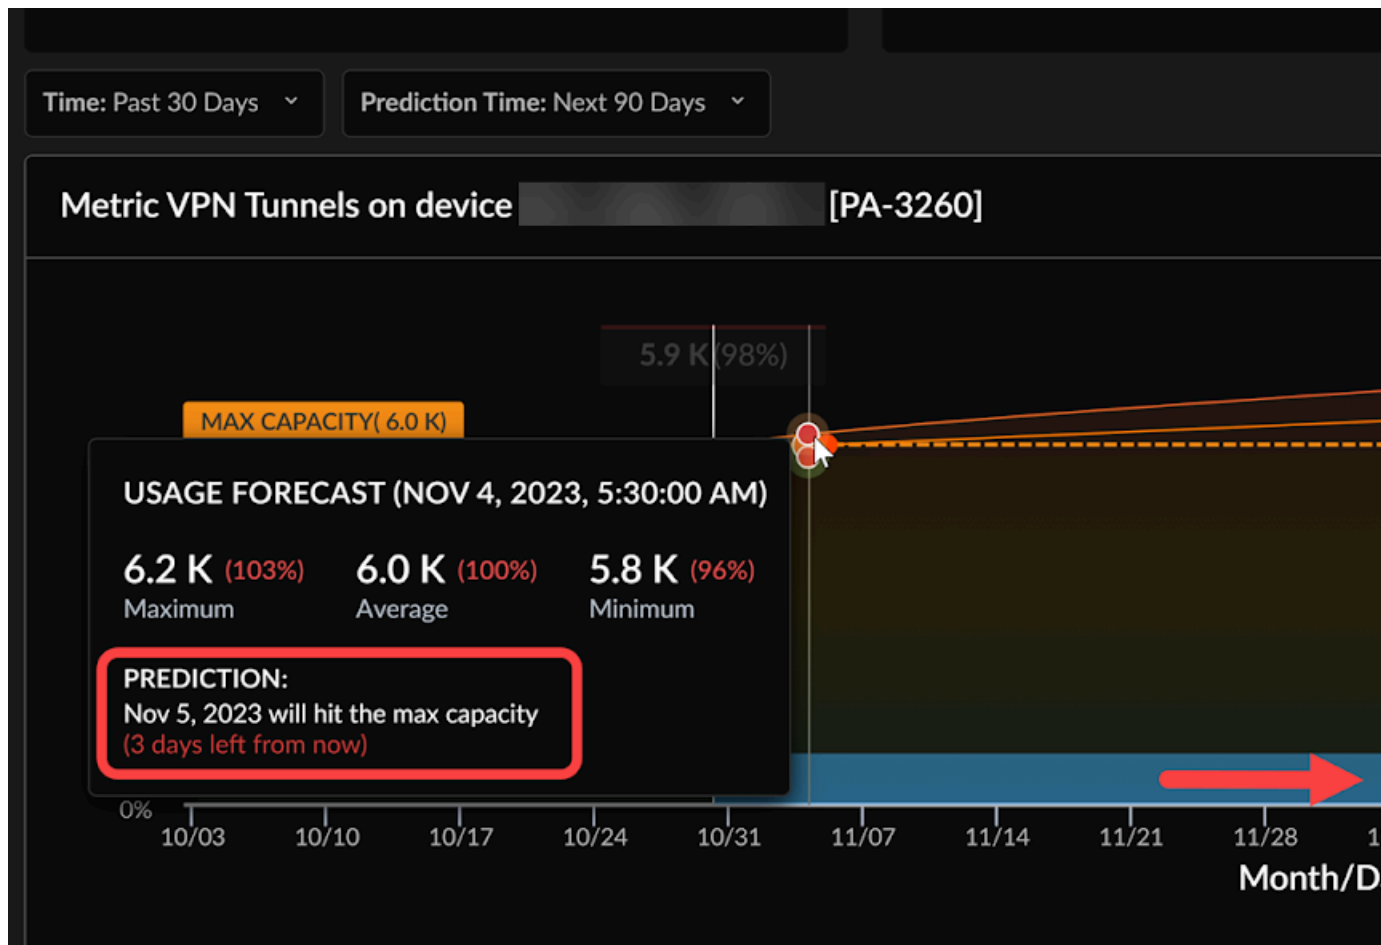 Time: Past 30 Days
Prediction Time: Next 90 Days
Metric VPN Tunnels on device [PA-3260]
5.9 K (98%)
MAX CAPACITY( 6.0 K)
USAGE FORECAST (NOV 4, 2023, 5:30:00 AM)
6.2 K (103%) 6.0 K (100%) 5.8 K (96%)
Maximum Average Minimum
PREDICTION:
Nov 5, 2023 will hit the max capacity
(3 days left from now)
0%
10/03 10/10 10/17 10/24 10/31 11/07 11/14 11/21 11/28 1
Month/D